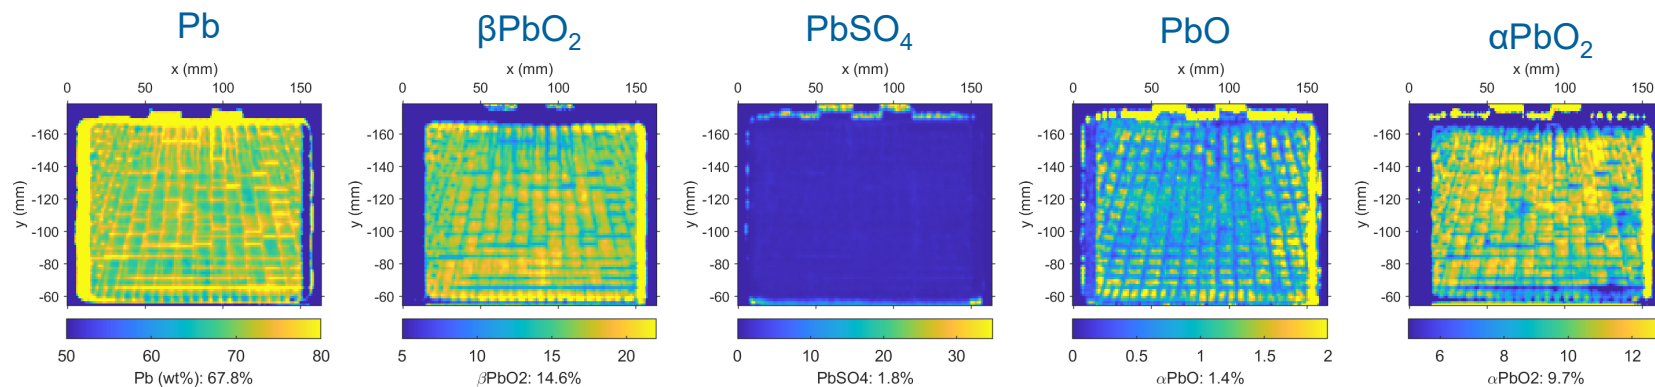 Pb
x (mm)
0 50 100 150
y (mm)
-160
-140
-120
-100
-80
-60
50 60 70 80
Pb (wt%): 67.8%
βPbO₂
x (mm)
0 50 100 150
y (mm)
-160
-140
-120
-100
-80
-60
5 10 15 20
βPbO2: 14.6%
PbSO₄
x (mm)
0 50 100 150
y (mm)
-160
-140
-120
-100
-80
-60
0 10 20 30
PbSO4: 1.8%
PbO
x (mm)
0 50 100 150
y (mm)
-160
-140
-120
-100
-80
-60
0 0.5 1 1.5 2
αPbO: 1.4%
αPbO₂
x (mm)
0 50 100 150
y (mm)
-160
-140
-120
-100
-80
-60
6 8 10 12
αPbO2: 9.7%